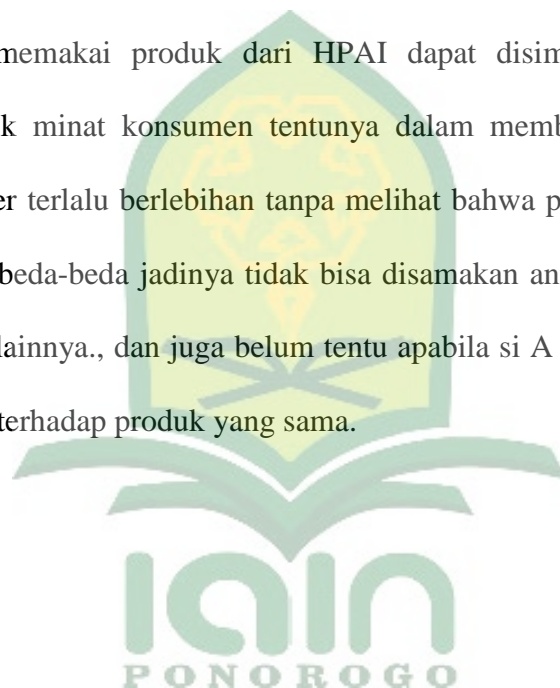 memakai produk dari HPAI dapat disim
k minat konsumen tentunya dalam memb
er terlalu berlebihan tanpa melihat bahwa p
beda-beda jadinya tidak bisa disamakan an
lainnya., dan juga belum tentu apabila si A
terhadap produk yang sama.
IAIN
PONOROGO